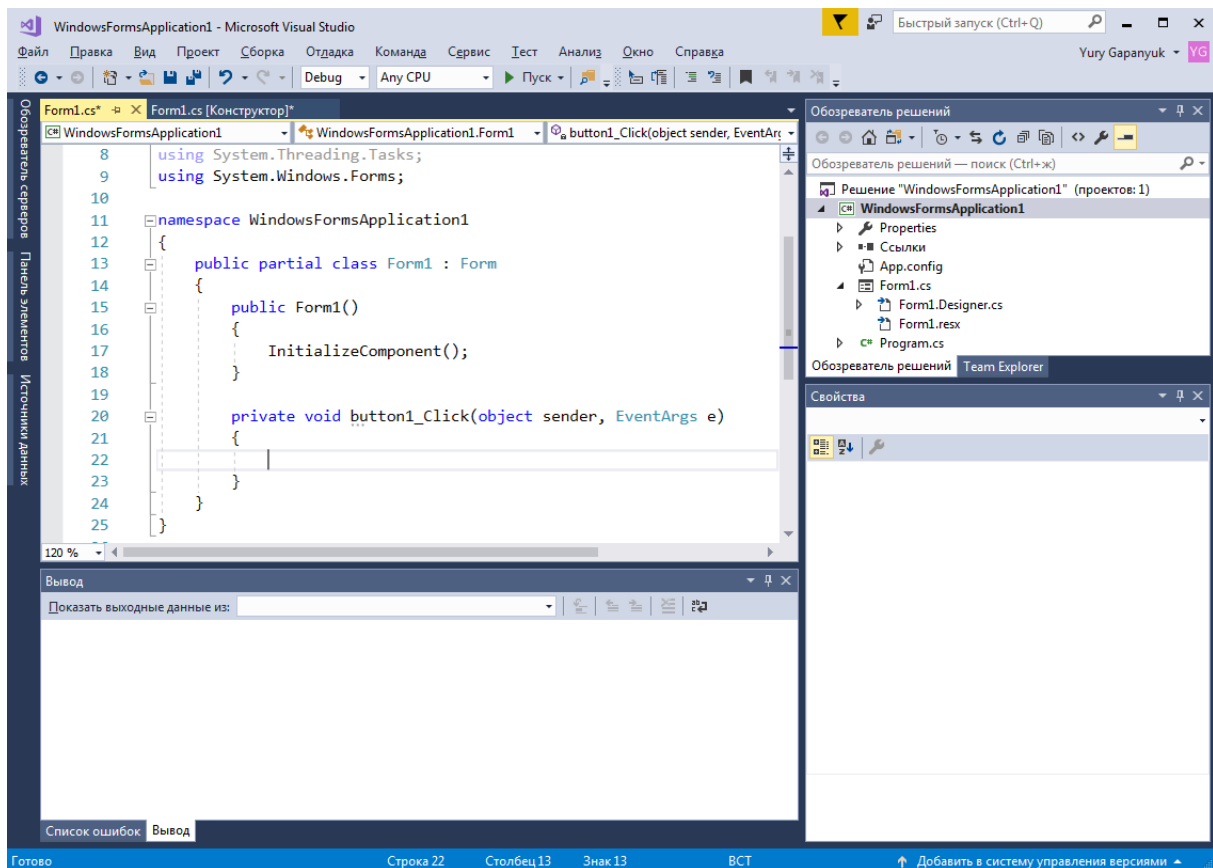 WindowsFormsApplication1 - Microsoft Visual Studio
Быстрый запуск (Ctrl+Q)
Файл Правка Вид Проект Сборка Отладка Команда Сервис Тест Анализ Окно Справка
Yury Gapanyuk YG
Debug Any CPU Пуск
Обозреватель серверов
Панель элементов
Источники данных
Form1.cs* Form1.cs [Конструктор]*
WindowsFormsApplication1 WindowsFormsApplication1.Form1 button1_Click(object sender, EventArg
8 using System.Threading.Tasks;
9 using System.Windows.Forms;
10
11 namespace WindowsFormsApplication1
12 {
13 public partial class Form1 : Form
14 {
15 public Form1()
16 {
17 InitializeComponent();
18 }
19
20 private void button1_Click(object sender, EventArgs e)
21 {
22
23 }
24 }
25 }
120 %
Вывод
Показать выходные данные из:
Список ошибок Вывод
Обозреватель решений
Обозреватель решений — поиск (Ctrl+ж)
Решение "WindowsFormsApplication1" (проектов: 1)
C# WindowsFormsApplication1
Properties
Ссылки
App.config
Form1.cs
Form1.Designer.cs
Form1.resx
C# Program.cs
Обозреватель решений Team Explorer
Свойства
Готово Строка 22 Столбец 13 Знак 13 ВСТ Добавить в систему управления версиями